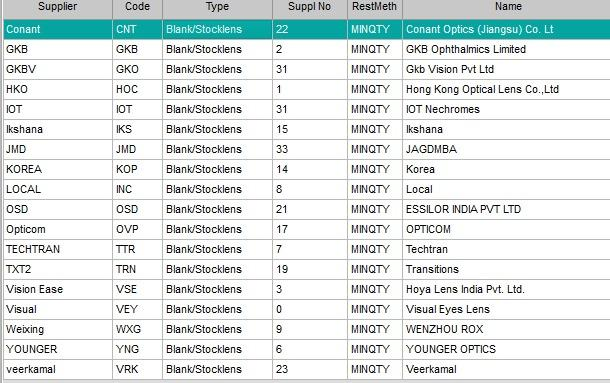 Supplier Code Type Suppl No RestMeth Name
Conant CNT Blank/Stocklens 22 MINQTY Conant Optics (Jiangsu) Co. Lt
GKB GKB Blank/Stocklens 2 MINQTY GKB Ophthalmics Limited
GKBV GKO Blank/Stocklens 31 MINQTY Gkb Vision Pvt Ltd
HKO HOC Blank/Stocklens 1 MINQTY Hong Kong Optical Lens Co.,Ltd
IOT IOT Blank/Stocklens 31 MINQTY IOT Nechromes
Ikshana IKS Blank/Stocklens 15 MINQTY Ikshana
JMD JMD Blank/Stocklens 33 MINQTY JAGDMBA
KOREA KOP Blank/Stocklens 14 MINQTY Korea
LOCAL INC Blank/Stocklens 8 MINQTY Local
OSD OSD Blank/Stocklens 21 MINQTY ESSILOR INDIA PVT LTD
Opticom OVP Blank/Stocklens 17 MINQTY OPTICOM
TECHTRAN TTR Blank/Stocklens 7 MINQTY Techtran
TXT2 TRN Blank/Stocklens 19 MINQTY Transitions
Vision Ease VSE Blank/Stocklens 3 MINQTY Hoya Lens India Pvt. Ltd.
Visual VEY Blank/Stocklens 0 MINQTY Visual Eyes Lens
Weixing WXG Blank/Stocklens 9 MINQTY WENZHOU ROX
YOUNGER YNG Blank/Stocklens 6 MINQTY YOUNGER OPTICS
veerkamal VRK Blank/Stocklens 23 MINQTY Veerkamal